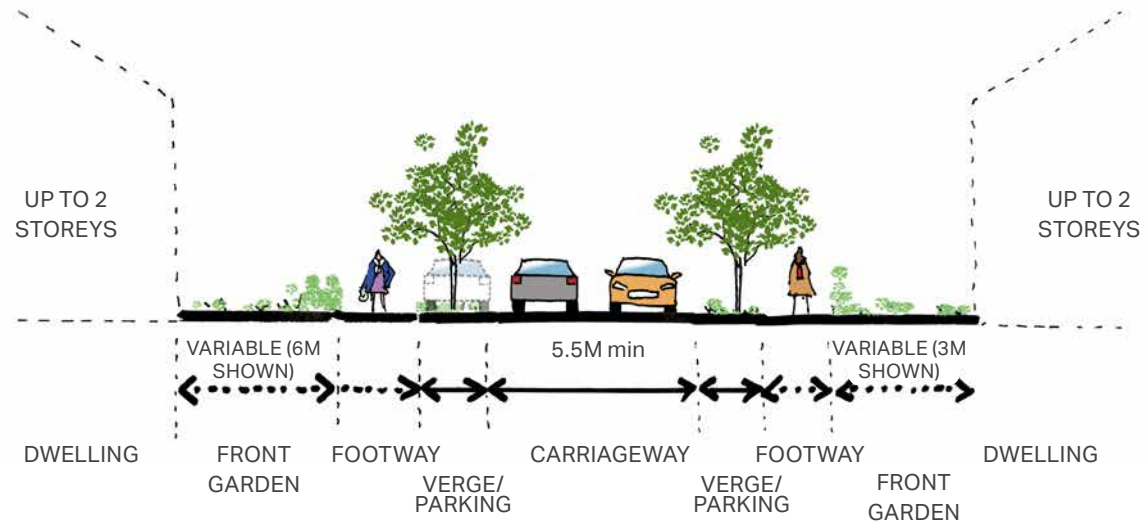 UP TO 2
STOREYS
UP TO 2
STOREYS
VARIABLE (6M
SHOWN)
5.5M min
VARIABLE (3M
SHOWN)
DWELLING
FRONT
GARDEN
FOOTWAY
VERGE/
PARKING
CARRIAGEWAY
VERGE/
PARKING
FOOTWAY
FRONT
GARDEN
DWELLING